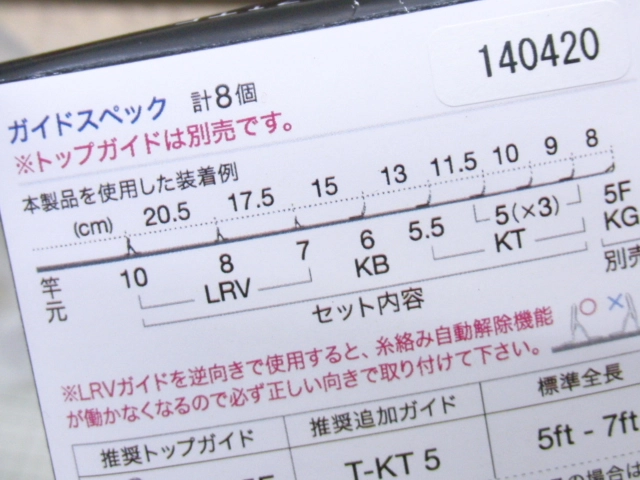 140420
ガイドスペック 計8個
※トップガイドは別売です。
本製品を使用した装着例
(cm) 20.5 17.5 15 13 11.5 10 9 8
竿元 10 8 7 6 5.5 5(×3) 5F
LRV KB KT KG
セット内容 別売
※LRVガイドを逆向きで使用すると、糸絡み自動解除機能
が働かなくなるので必ず正しい向きで取り付けて下さい。
○ ×
推奨トップガイド 推奨追加ガイド 標準全長
T-KT 5 5ft - 7ft